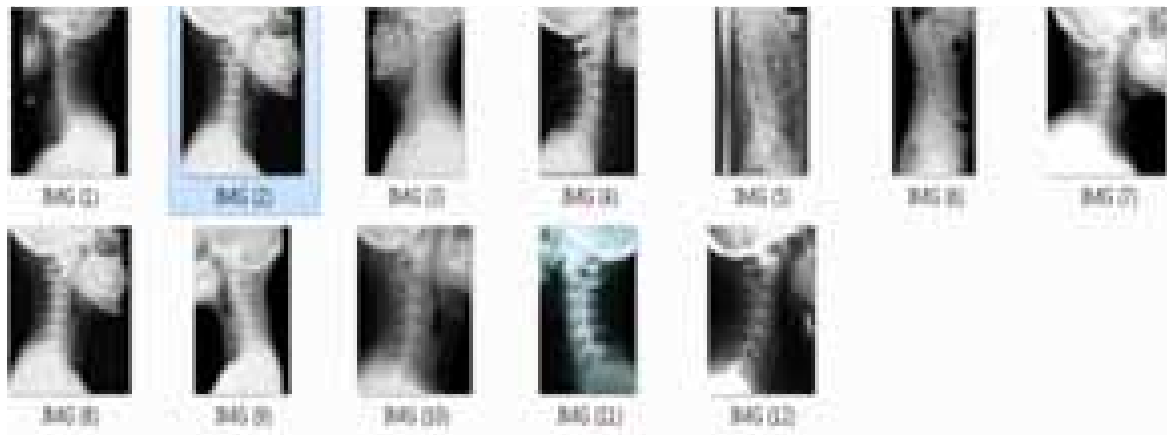 IMG (1) IMG (2) IMG (3) IMG (4) IMG (5) IMG (6) IMG (7)
IMG (8) IMG (9) IMG (10) IMG (11) IMG (12)